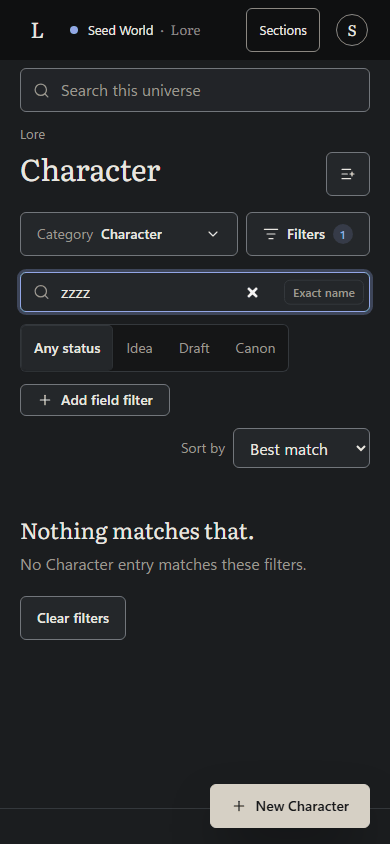 L Seed World · Lore Sections S
Search this universe
Lore
Character
Category Character Filters 1
zzzz Exact name
Any status Idea Draft Canon
Add field filter
Sort by Best match
Nothing matches that.
No Character entry matches these filters.
Clear filters
New Character